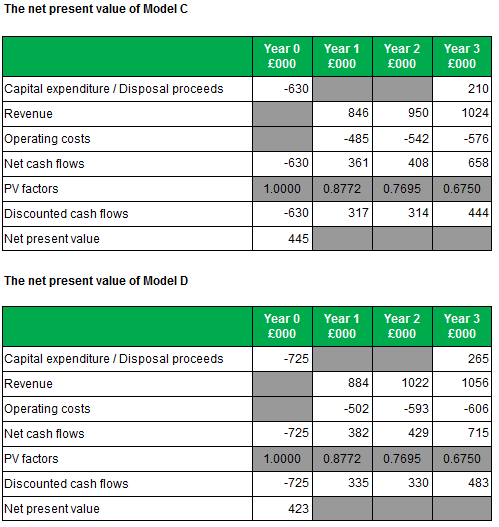 The net present value of Model C
Year 0 Year 1 Year 2 Year 3
£000 £000 £000 £000
Capital expenditure / Disposal proceeds -630 210
Revenue 846 950 1024
Operating costs -485 -542 -576
Net cash flows -630 361 408 658
PV factors 1.0000 0.8772 0.7695 0.6750
Discounted cash flows -630 317 314 444
Net present value 445
The net present value of Model D
Year 0 Year 1 Year 2 Year 3
£000 £000 £000 £000
Capital expenditure / Disposal proceeds -725 265
Revenue 884 1022 1056
Operating costs -502 -593 -606
Net cash flows -725 382 429 715
PV factors 1.0000 0.8772 0.7695 0.6750
Discounted cash flows -725 335 330 483
Net present value 423